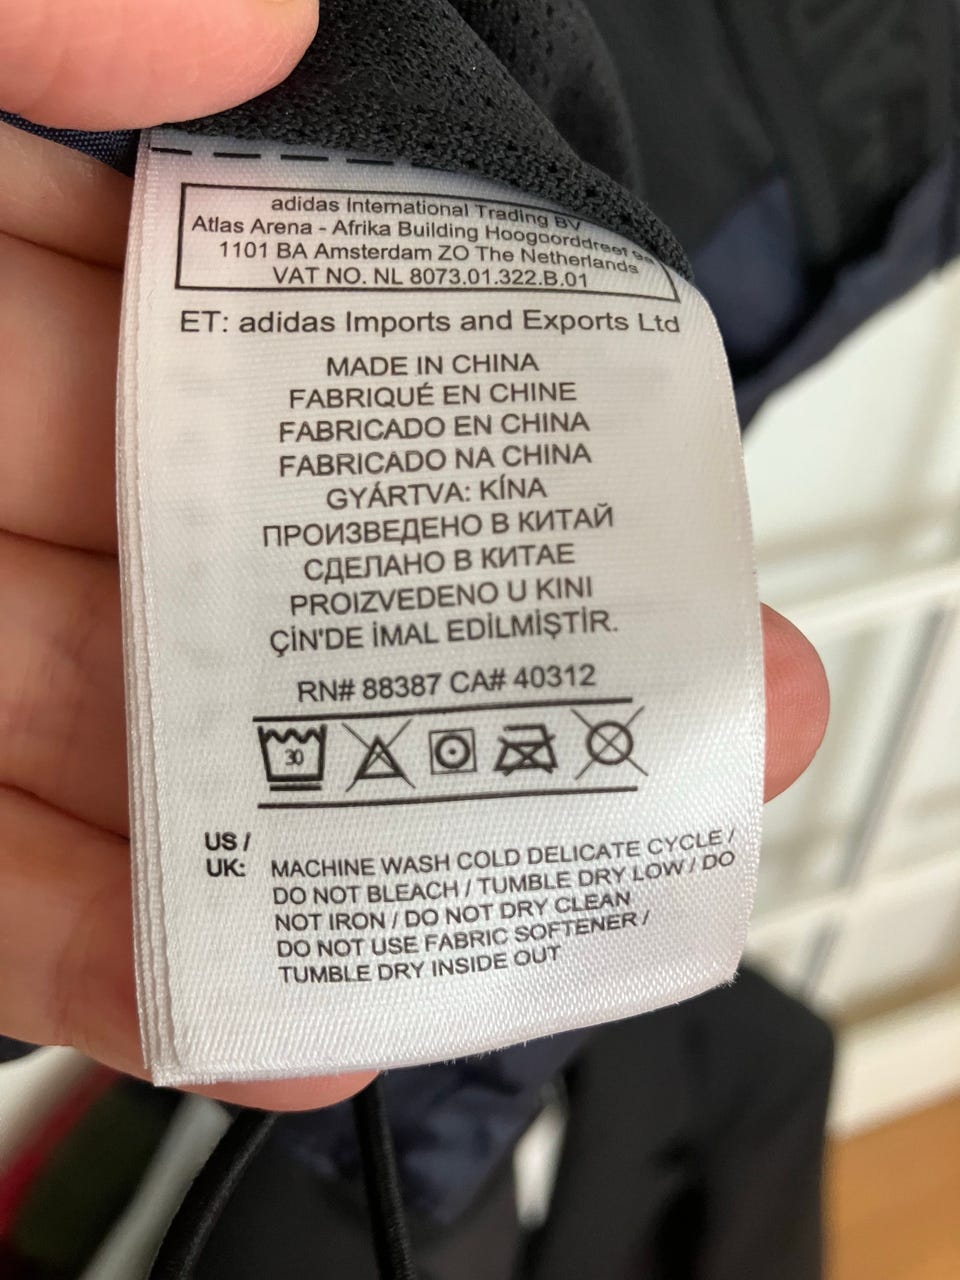 adidas International Trading BV
Atlas Arena - Afrika Building Hoogoorddreef 9a
1101 BA Amsterdam ZO The Netherlands
VAT NO. NL 8073.01.322.B.01
ET: adidas Imports and Exports Ltd
MADE IN CHINA
FABRIQUÉ EN CHINE
FABRICADO EN CHINA
FABRICADO NA CHINA
GYÁRTVA: KÍNA
ПРОИЗВЕДЕНО В КИТАЙ
СДЕЛАНО В КИТАЕ
PROIZVEDENO U KINI
ÇİN'DE İMAL EDİLMİŞTİR.
RN# 88387 CA# 40312
30
US /
UK: MACHINE WASH COLD DELICATE CYCLE /
DO NOT BLEACH / TUMBLE DRY LOW / DO
NOT IRON / DO NOT DRY CLEAN
DO NOT USE FABRIC SOFTENER /
TUMBLE DRY INSIDE OUT